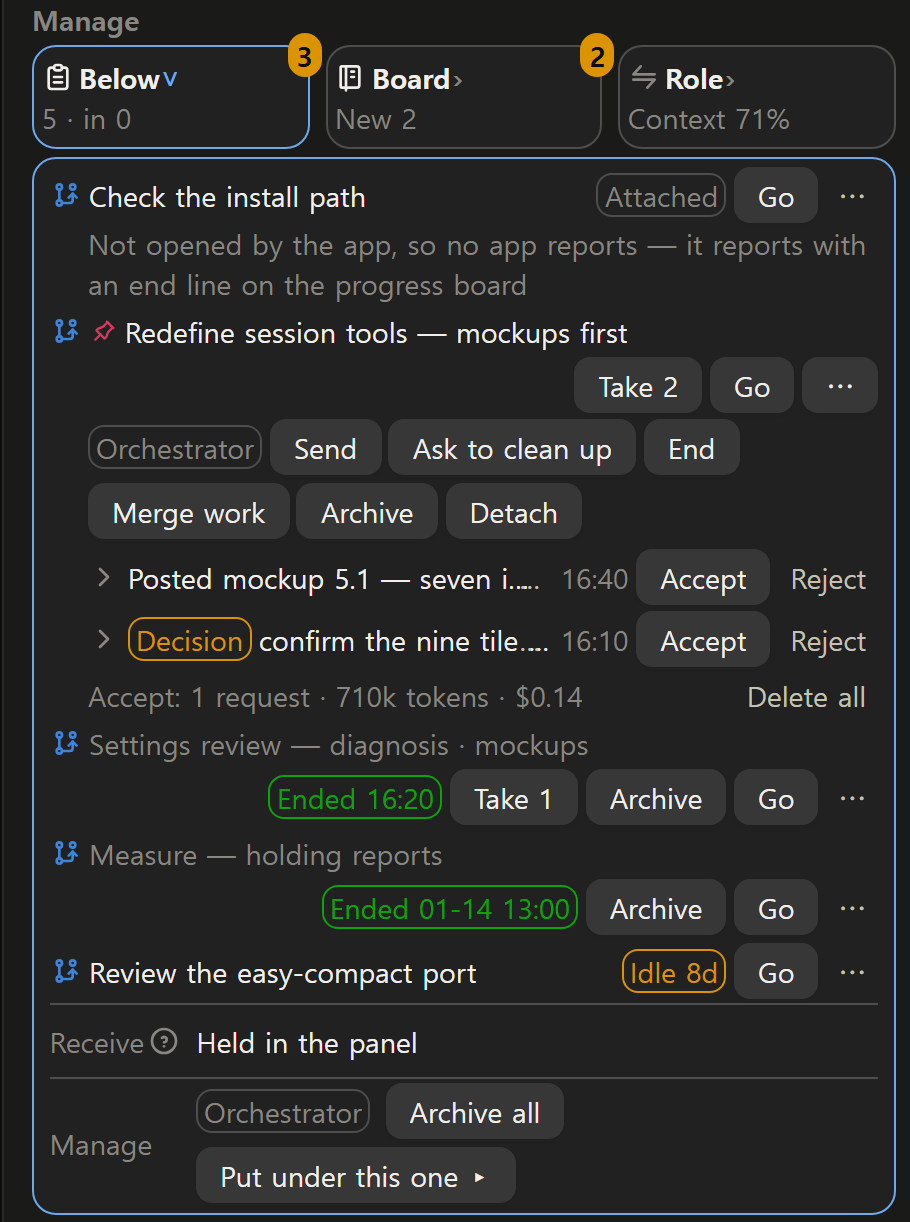 Manage
3
2
Below
Board ›
Role ›
5 · in 0
New 2
Context 71%
Check the install path Attached Go ···
Not opened by the app, so no app reports — it reports with
an end line on the progress board
Redefine session tools — mockups first
Take 2 Go ···
Orchestrator Send Ask to clean up End
Merge work Archive Detach
Posted mockup 5.1 — seven i..... 16:40 Accept Reject
Decision confirm the nine tile.... 16:10 Accept Reject
Accept: 1 request · 710k tokens · $0.14 Delete all
Settings review — diagnosis · mockups
Ended 16:20 Take 1 Archive Go ···
Measure — holding reports
Ended 01-14 13:00 Archive Go ···
Review the easy-compact port Idle 8d Go ···
Receive ? Held in the panel
Orchestrator Archive all
Manage
Put under this one ▸